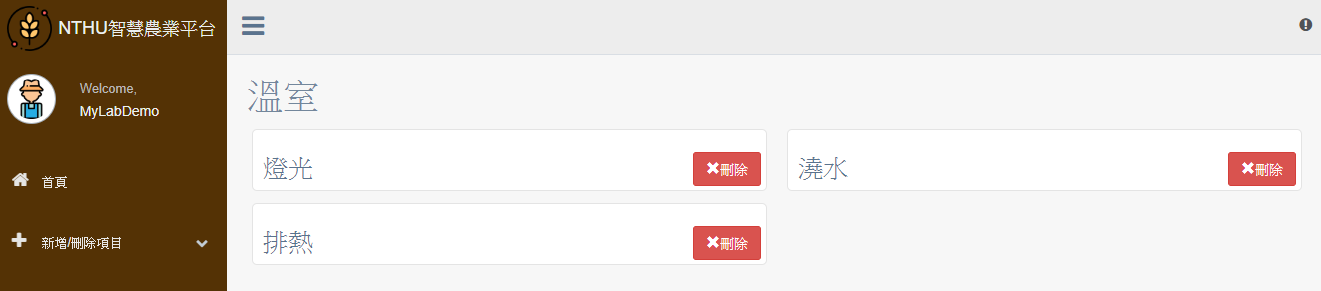 NTHU智慧農業平台
Welcome,
MyLabDemo
首頁
新增/刪除項目
溫室
燈光
刪除
澆水
刪除
排熱
刪除